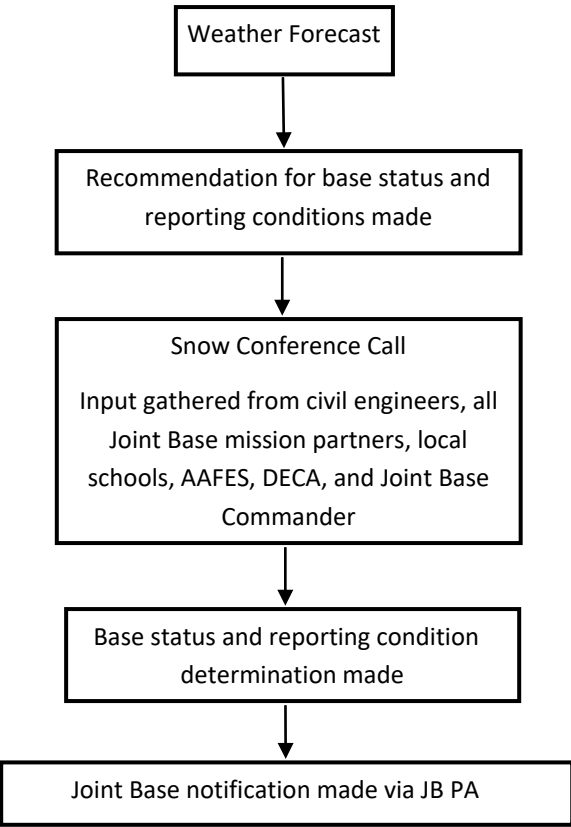 Weather Forecast
Recommendation for base status and
reporting conditions made
Snow Conference Call
Input gathered from civil engineers, all
Joint Base mission partners, local
schools, AAFES, DECA, and Joint Base
Commander
Base status and reporting condition
determination made
Joint Base notification made via JB PA